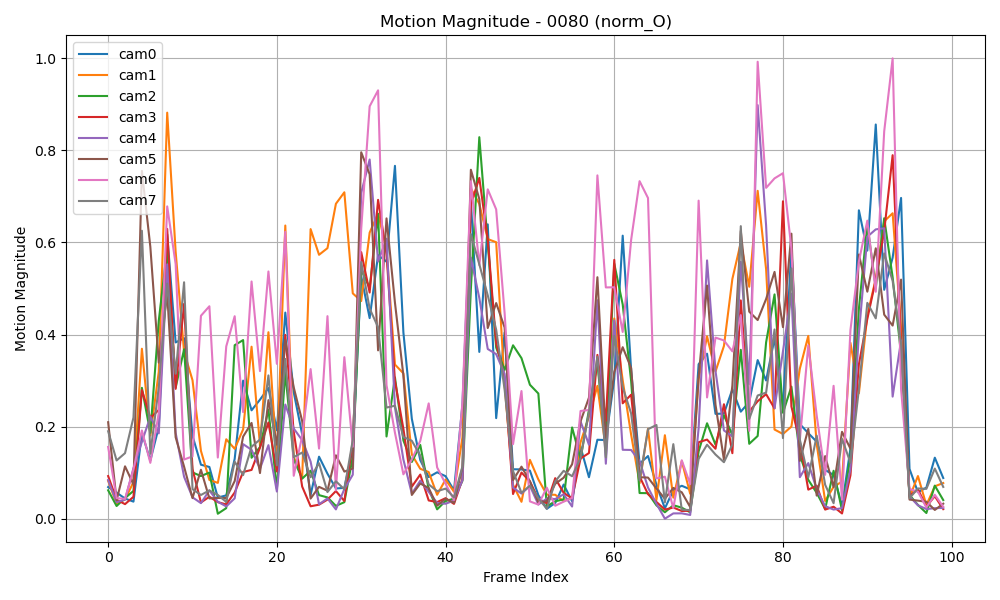 Motion Magnitude - 0080 (norm_O)
cam0
cam1
cam2
cam3
cam4
cam5
cam6
cam7
Motion Magnitude
1.0
0.8
0.6
0.4
0.2
0.0
0 20 40 60 80 100
Frame Index